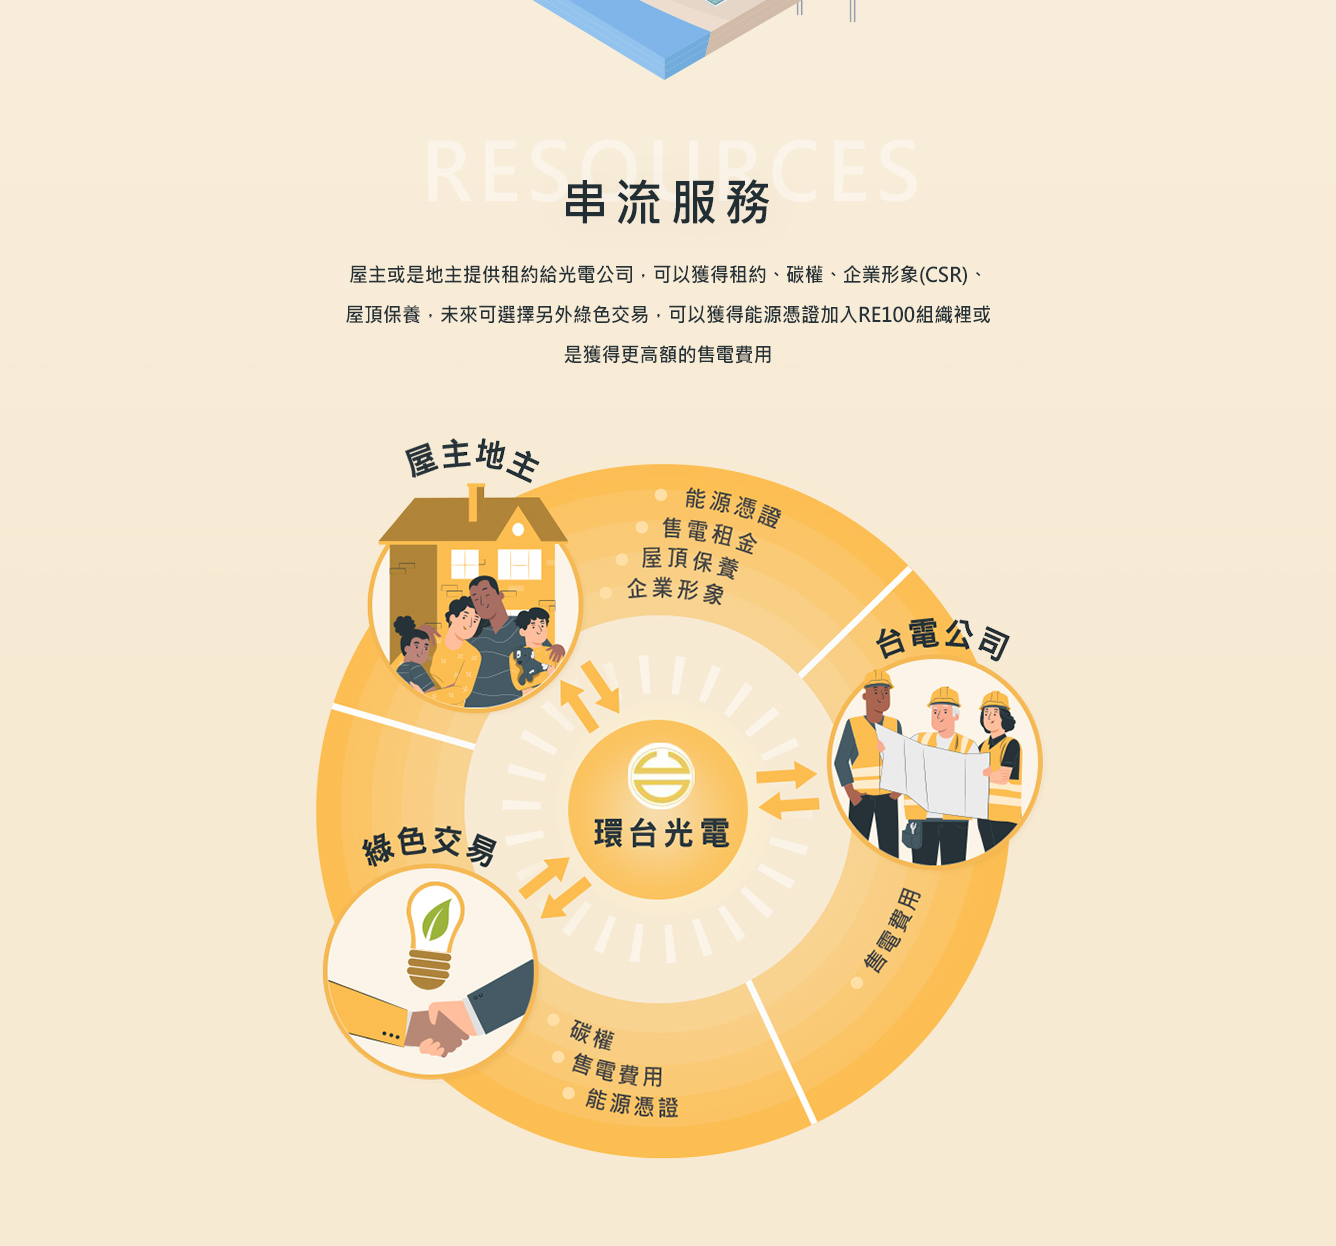 RESOURCES
串流服務
屋主或是地主提供租約給光電公司，可以獲得租約、碳權、企業形象(CSR)、
屋頂保養，未來可選擇另外綠色交易，可以獲得能源憑證加入RE100組織裡或
是獲得更高額的售電費用
屋主地主
能源憑證
售電租金
屋頂保養
企業形象
台電公司
環台光電
綠色交易
售電費用
碳權
售電費用
能源憑證